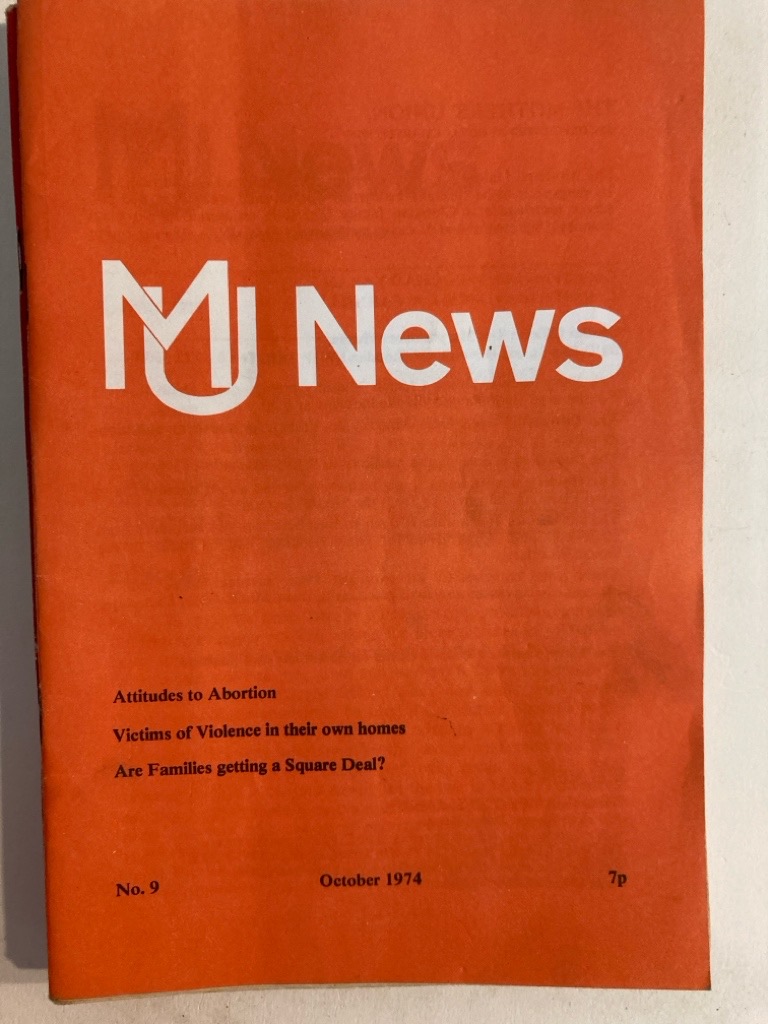 MU News
Attitudes to Abortion
Victims of Violence in their own homes
Are Families getting a Square Deal?
No. 9 October 1974 7p